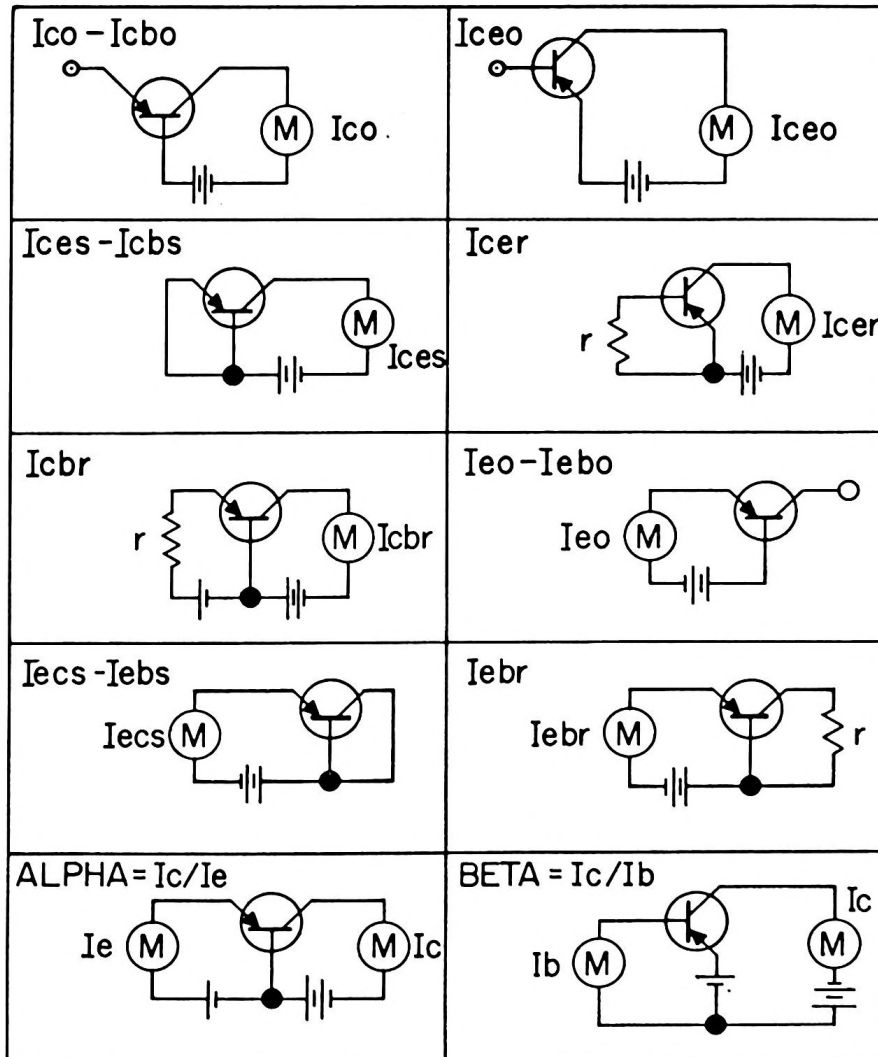 Ico-Icbo
M
Ico
Iceo
M
Iceo
Ices-Icbs
M
Ices
Icer
r
M
Icer
Icbr
r
M
Icbr
Ieo-Iebo
Ieo
M
Iecs-Iebs
Iecs
M
Iebr
Iebr
M
r
ALPHA=Ic/Ie
Ie
M
M
Ic
BETA=Ic/Ib
Ic
M
Ib
M